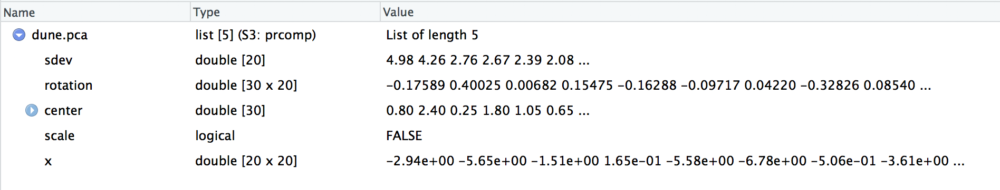 Name Type Value
dune.pca list [5] (S3: prcomp) List of length 5
sdev double [20] 4.98 4.26 2.76 2.67 2.39 2.08 ...
rotation double [30 x 20] -0.17589 0.40025 0.00682 0.15475 -0.16288 -0.09717 0.04220 -0.32826 0.08540 ...
center double [30] 0.80 2.40 0.25 1.80 1.05 0.65 ...
scale logical FALSE
x double [20 x 20] -2.94e+00 -5.65e+00 -1.51e+00 1.65e-01 -5.58e+00 -6.78e+00 -5.06e-01 -3.61e+00 ...